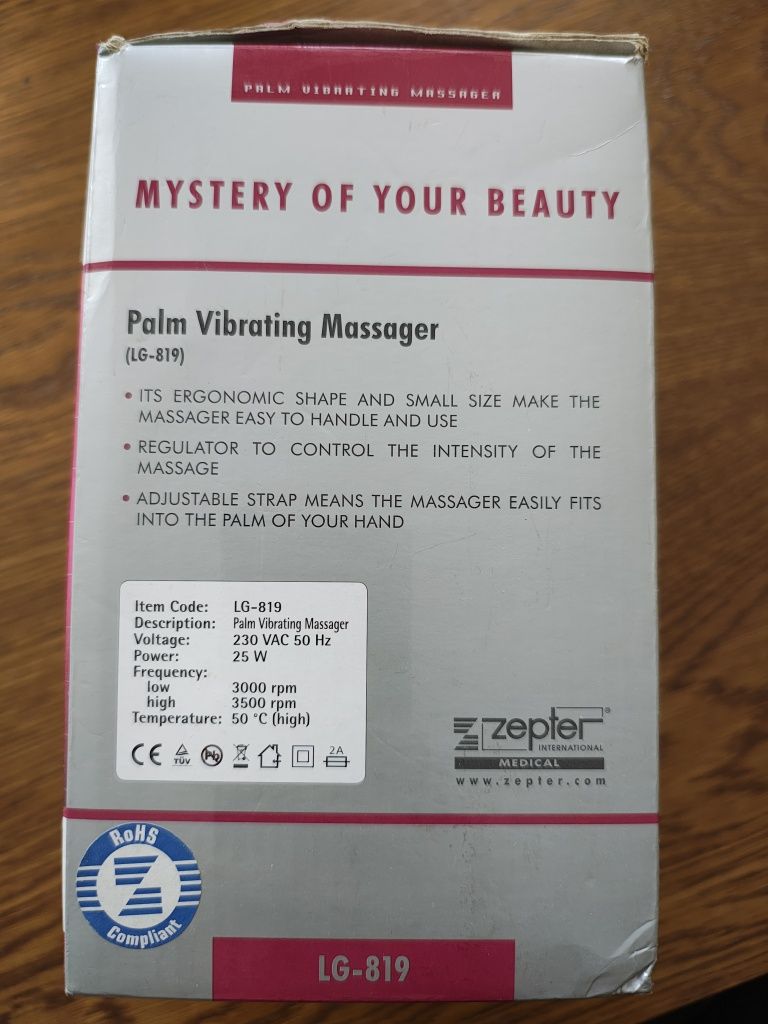 PALM VIBRATING MASSAGER
MYSTERY OF YOUR BEAUTY
Palm Vibrating Massager
(LG-819)
• ITS ERGONOMIC SHAPE AND SMALL SIZE MAKE THE
MASSAGER EASY TO HANDLE AND USE
• REGULATOR TO CONTROL THE INTENSITY OF THE
MASSAGE
• ADJUSTABLE STRAP MEANS THE MASSAGER EASILY FITS
INTO THE PALM OF YOUR HAND
Item Code: LG-819
Description: Palm Vibrating Massager
Voltage: 230 VAC 50 Hz
Power: 25 W
Frequency:
low 3000 rpm
high 3500 rpm
Temperature: 50 °C (high)
CE TÜV Pb 2A
zepter®
INTERNATIONAL
MEDICAL
www.zepter.com
RoHS
Compliant
LG-819